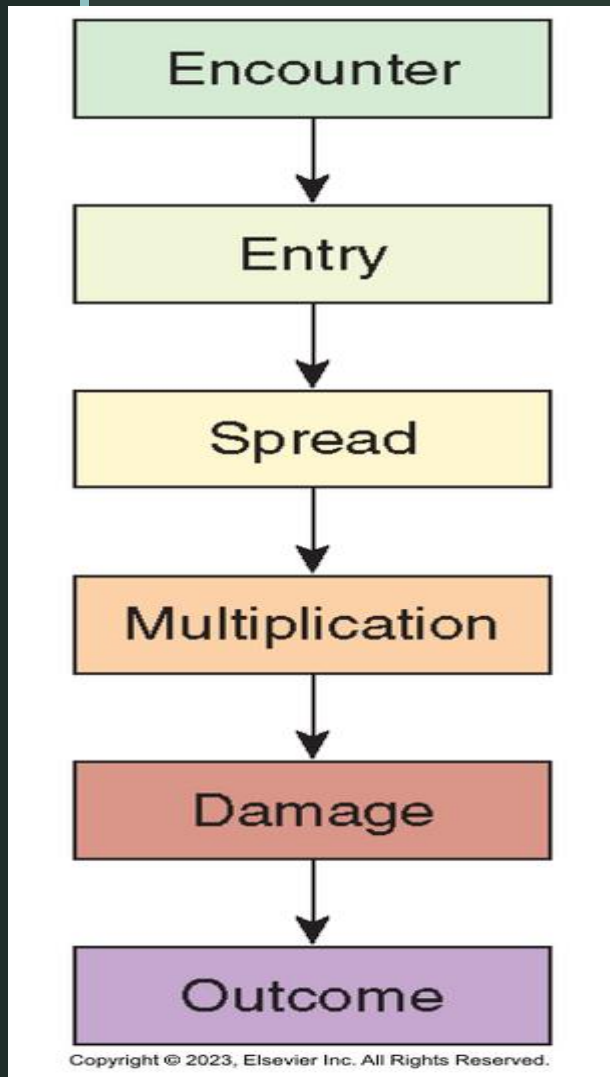 Encounter
Entry
Spread
Multiplication
Damage
Outcome
Copyright © 2023, Elsevier Inc. All Rights Reserved.